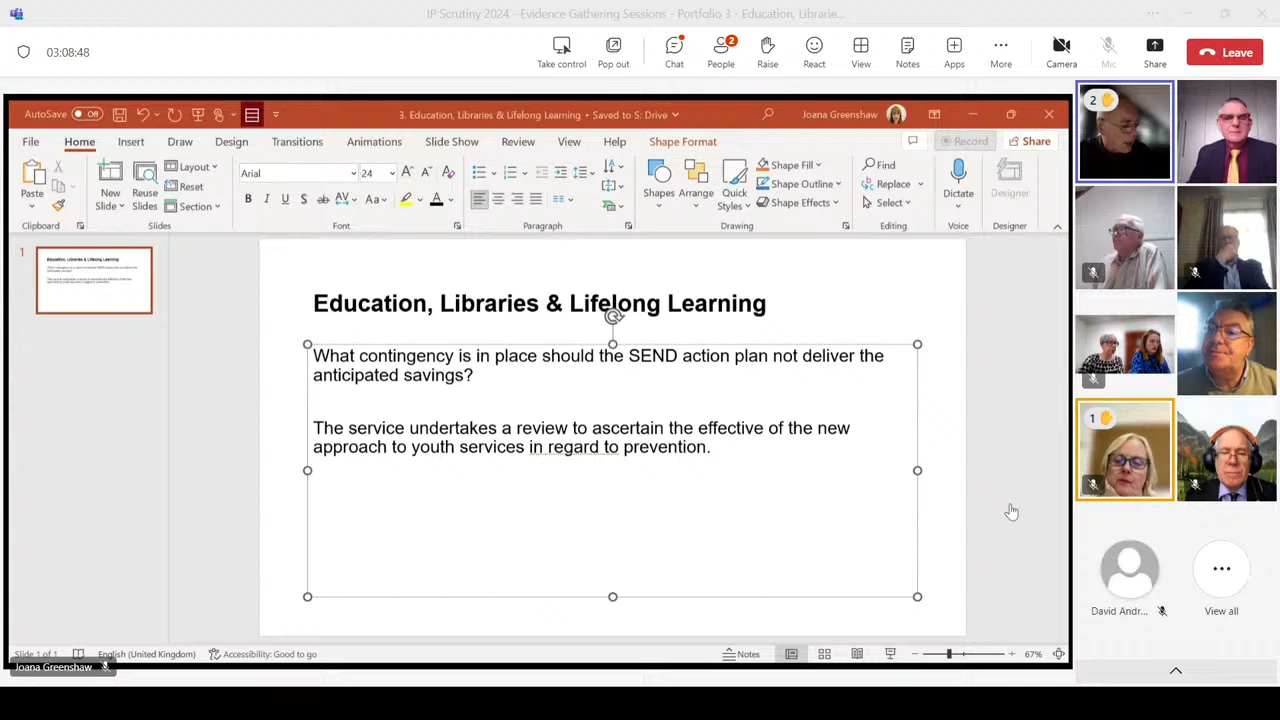 IP Scrutiny 2024 - Evidence Gathering Sessions - Portfolio 3 - Education, Librarie...
03:08:48
Take control
Pop out
Chat
2
People
Raise
React
View
Notes
Apps
More
Camera
Mic
Share
Leave
AutoSave Off
3. Education, Libraries & Lifelong Learning • Saved to S: Drive
Joana Greenshaw
File Home Insert Draw Design Transitions Animations Slide Show Review View Help Shape Format
Record
Share
Paste
New Slides
Reuse Slides
Layout
Reset
Section
Arial
24
Shapes
Arrange
Quick Styles
Shape Fill
Shape Outline
Shape Effects
Find
Replace
Select
Dictate
Designer
Clipboard
Slides
Font
Paragraph
Drawing
Editing
Voice
Designer
1
Education, Libraries & Lifelong Learning
What contingency is in place should the SEND action plan not deliver the
anticipated savings?
The service undertakes a review to ascertain the effective of the new
approach to youth services in regard to prevention.
2
1
David Andr...
View all
Slide 1 of 1
English (United Kingdom)
Accessibility: Good to go
Notes
67%
Joana Greenshaw